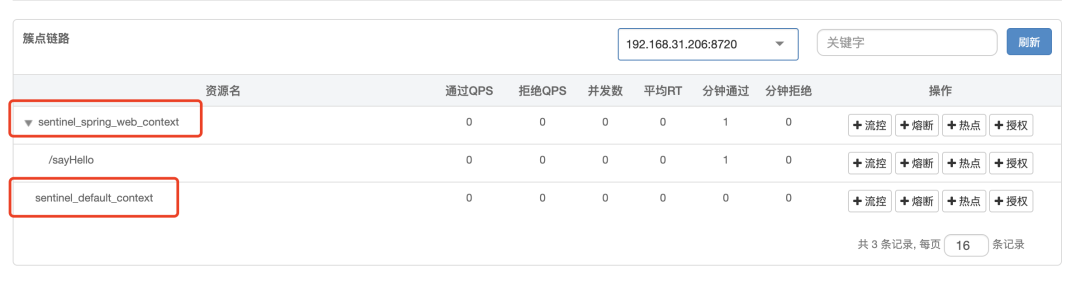 簇点链路 192.168.31.206:8720 关键字 刷新
资源名 通过QPS 拒绝QPS 并发数 平均RT 分钟通过 分钟拒绝 操作
sentinel_spring_web_context 0 0 0 0 1 0 +流控 +熔断 +热点 +授权
/sayHello 0 0 0 0 1 0 +流控 +熔断 +热点 +授权
sentinel_default_context 0 0 0 0 0 0 +流控 +熔断 +热点 +授权
共 3 条记录, 每页 16 条记录